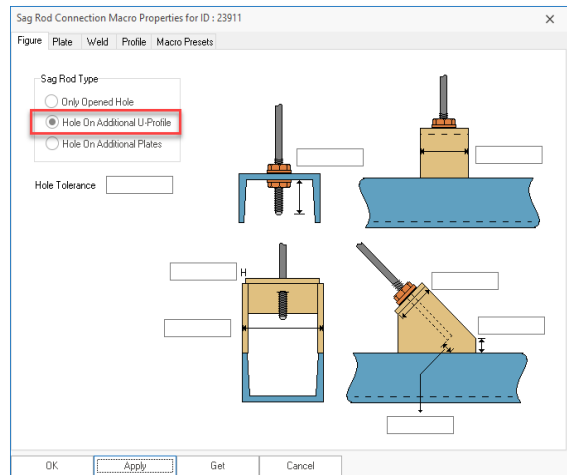 Sag Rod Connection Macro Properties for ID : 23911
Figure Plate Weld Profile Macro Presets
Sag Rod Type
Only Opened Hole
Hole On Additional U-Profile
Hole On Additional Plates
Hole Tolerance
OK Apply Get Cancel